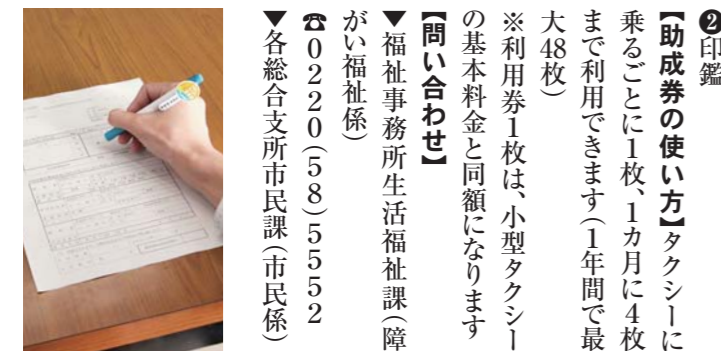 ❷印鑑
【助成券の使い方】タクシーに
乗るごとに1枚、1カ月に4枚
まで利用できます(1年間で最
大48枚)
※利用券1枚は、小型タクシー
の基本料金と同額になります
【問い合わせ】
▼福祉事務所生活福祉課(障
がい福祉係)
☎0220(58)5552
▼各総合支所市民課(市民係)